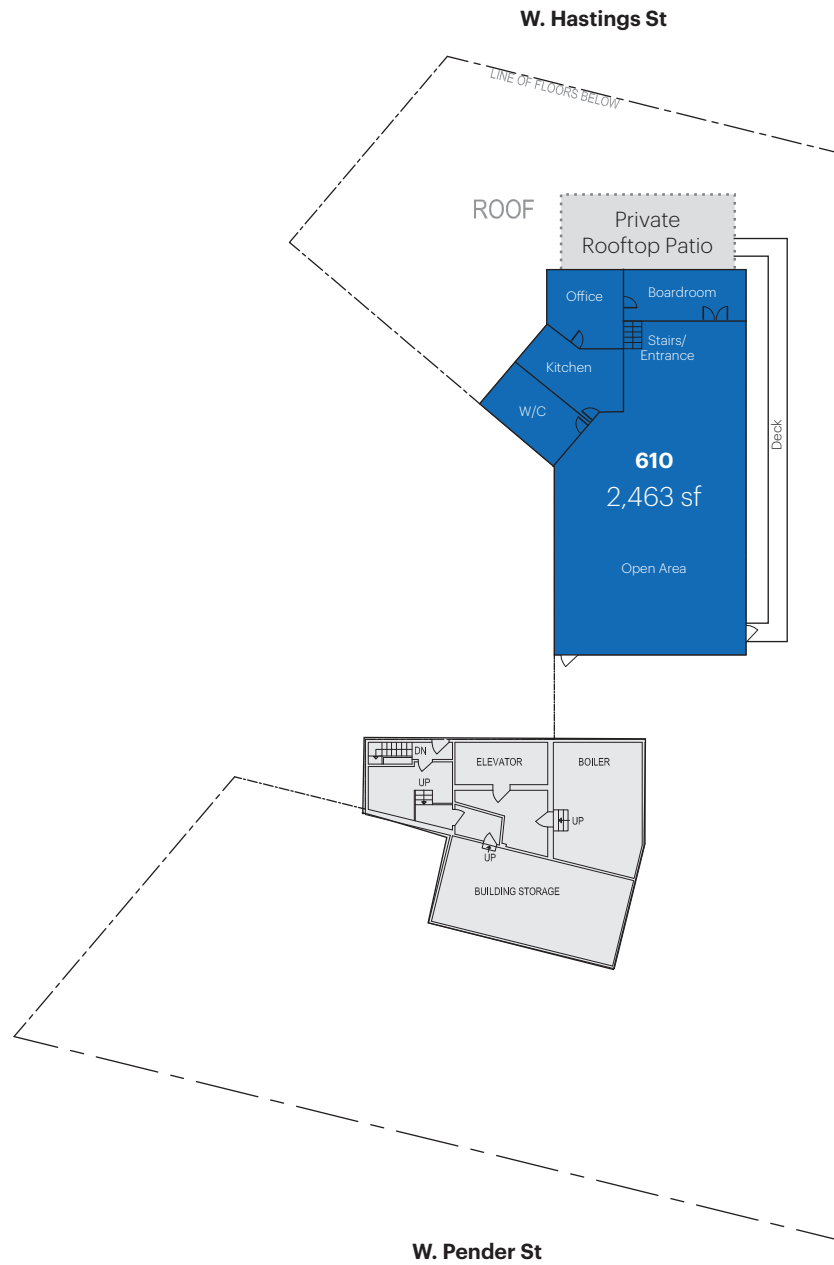 W. Hastings St
LINE OF FLOORS BELOW
ROOF
Private
Rooftop Patio
Office
Boardroom
Stairs/
Entrance
Kitchen
W/C
Deck
610
2,463 sf
Open Area
DN
ELEVATOR
BOILER
UP
UP
UP
BUILDING STORAGE
W. Pender St